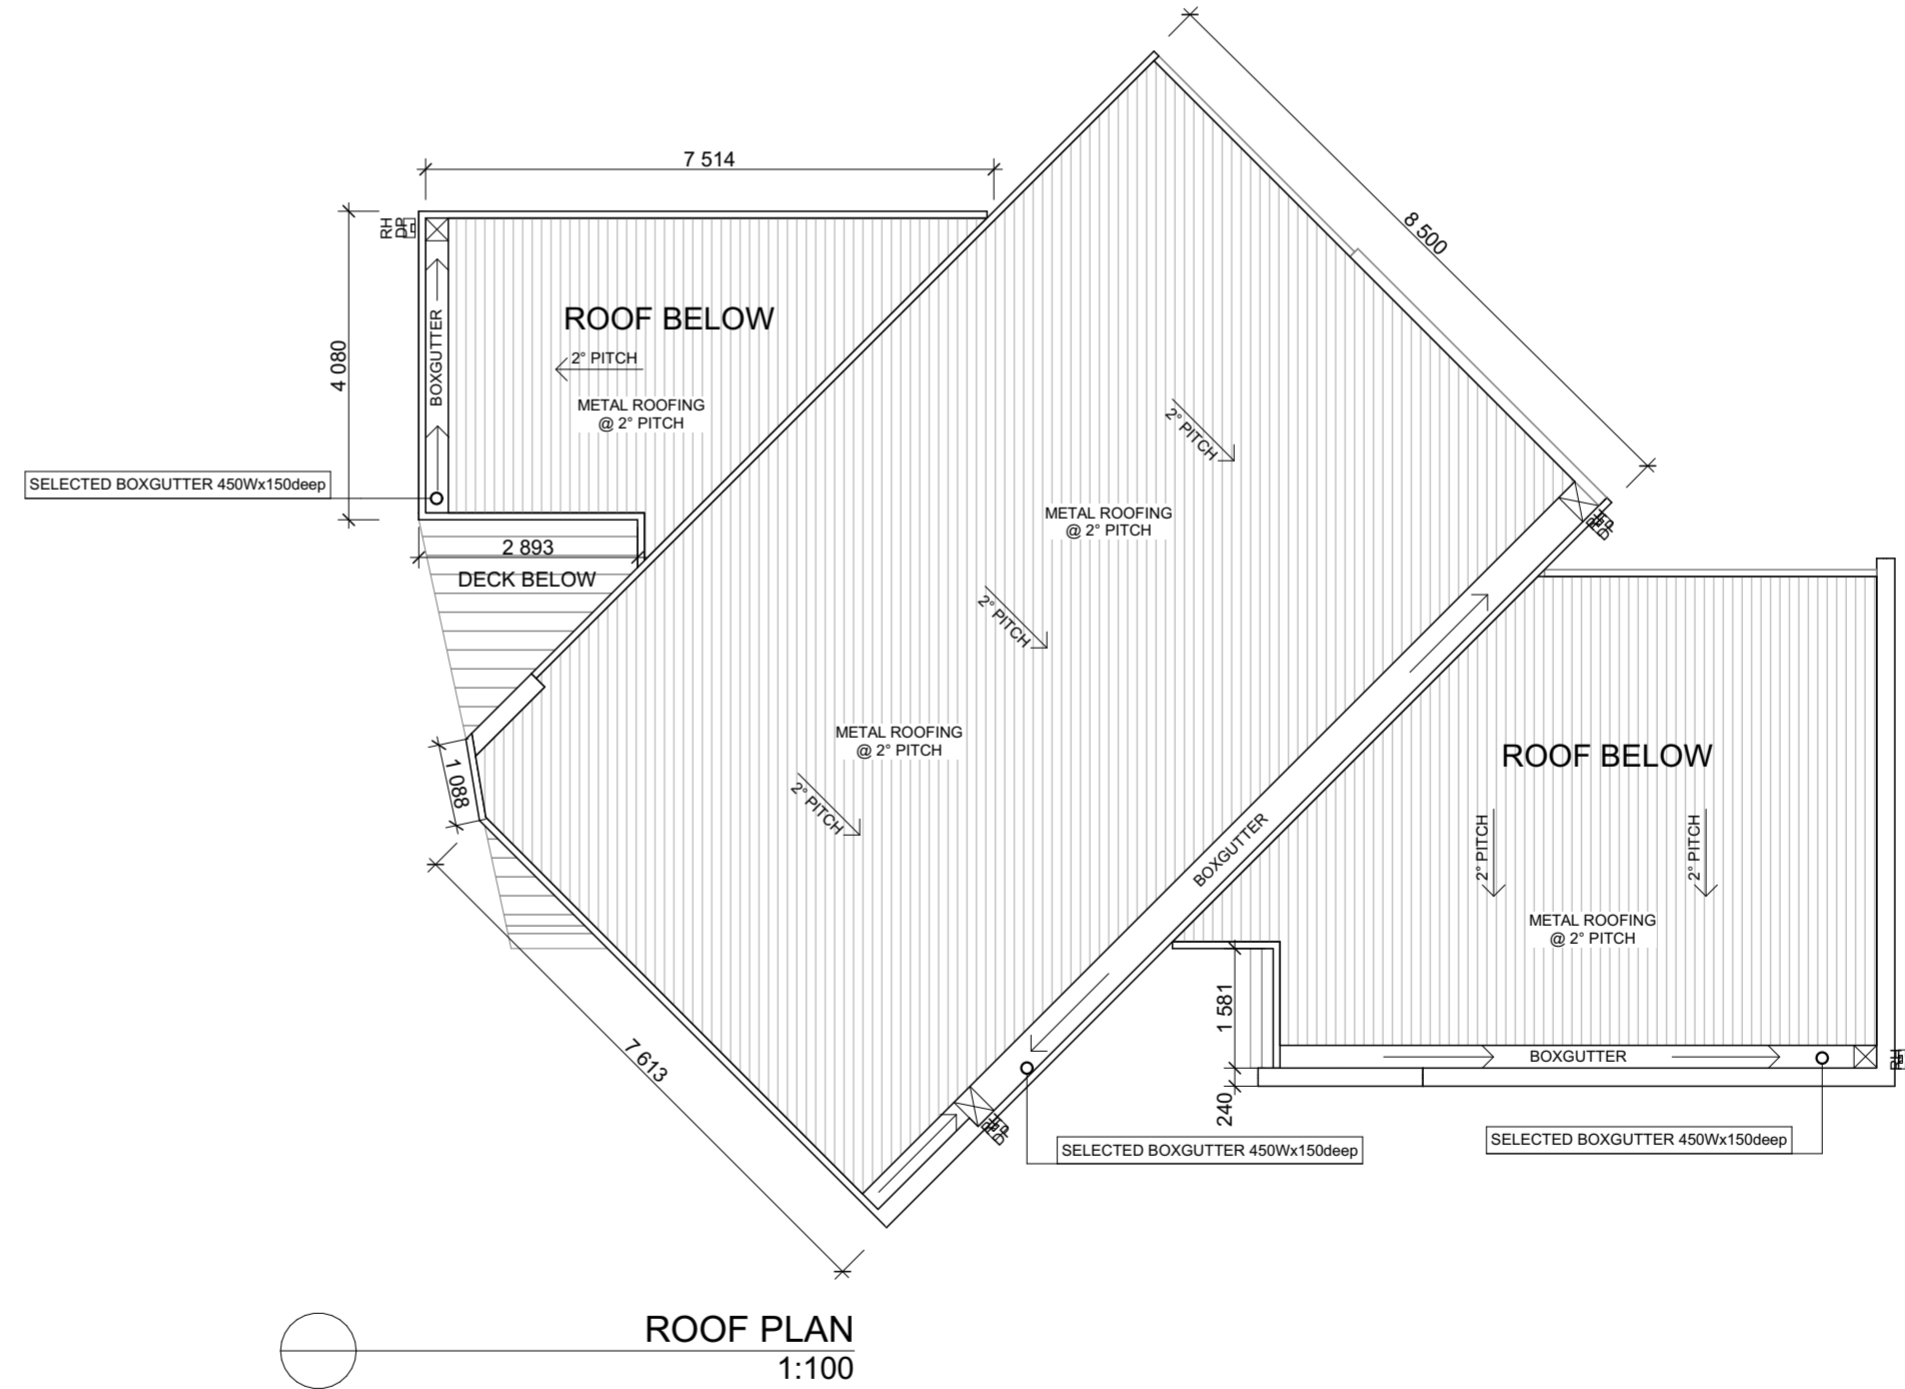 7 514
8 500
RH
DP
4 080
BOXGUTTER
ROOF BELOW
2° PITCH
METAL ROOFING
@ 2° PITCH
SELECTED BOXGUTTER 450Wx150deep
2 893
DECK BELOW
2° PITCH
METAL ROOFING
@ 2° PITCH
2° PITCH
METAL ROOFING
@ 2° PITCH
2° PITCH
1 088
7 613
BOXGUTTER
ROOF BELOW
2° PITCH
2° PITCH
METAL ROOFING
@ 2° PITCH
1 581
240
BOXGUTTER
SELECTED BOXGUTTER 450Wx150deep
SELECTED BOXGUTTER 450Wx150deep
ROOF PLAN
1:100